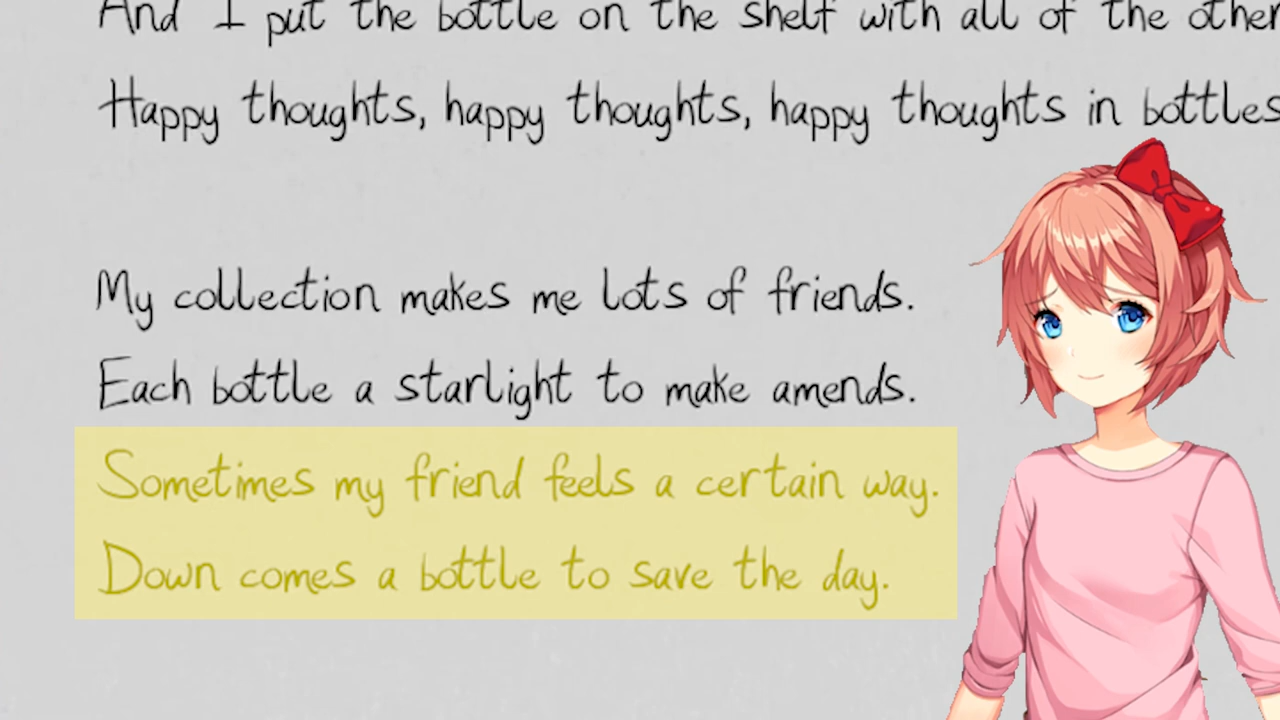 And I put the bottle on the shelf with all of the other
Happy thoughts, happy thoughts, happy thoughts in bottles
My collection makes me lots of friends.
Each bottle a starlight to make amends.
Sometimes my friend feels a certain way.
Down comes a bottle to save the day.